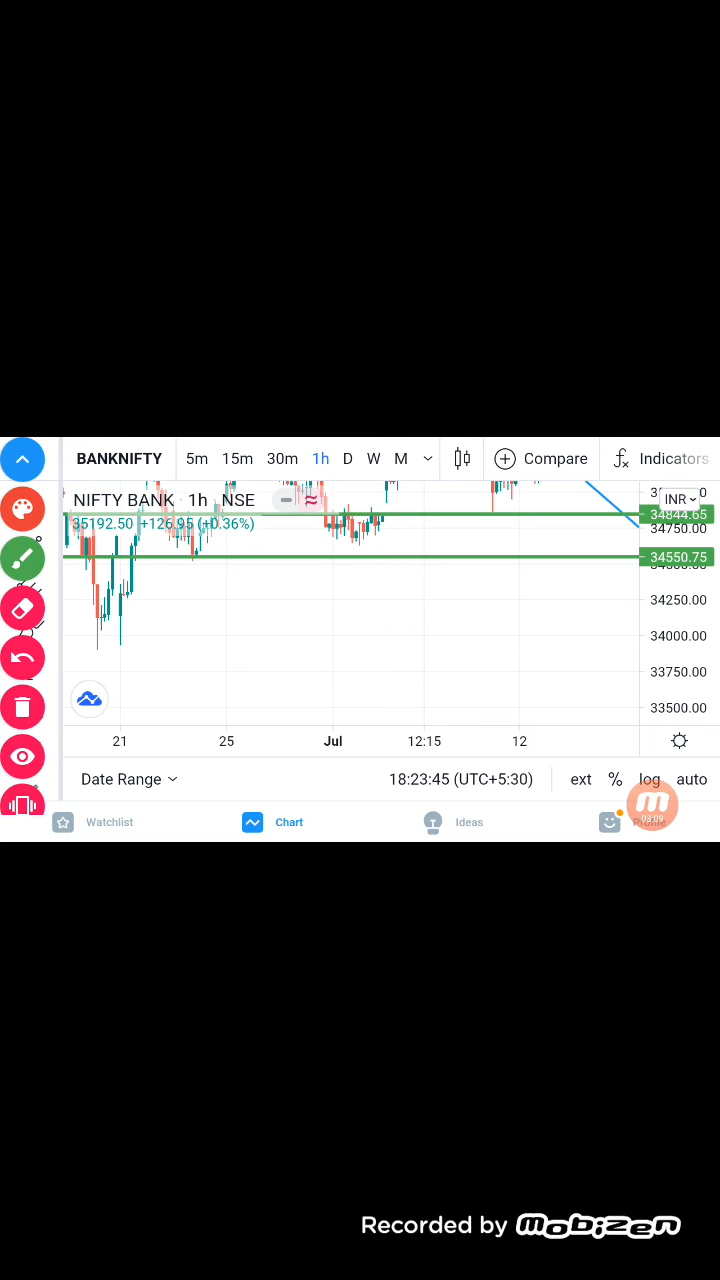 BANKNIFTY 5m 15m 30m 1h D W M Compare Indicators
NIFTY BANK · 1h NSE
INR
35192.50 +126.95 (+0.36%)
34844.65
34750.00
34550.75
34250.00
34000.00
33750.00
33500.00
21 25 Jul 12:15 12
Date Range 18:23:45 (UTC+5:30) ext % log auto
Watchlist Chart Ideas
03:09
Recorded by mobizen